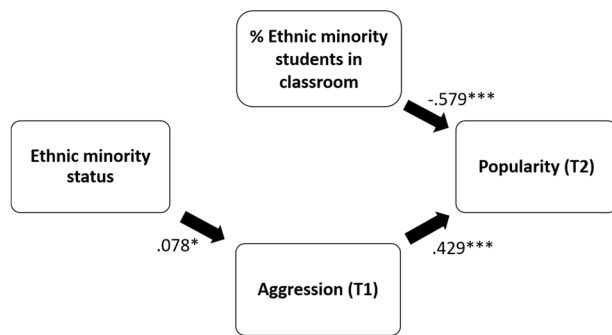 % Ethnic minority
students in
classroom
-.579***
Ethnic minority
status
Popularity (T2)
.078*
.429***
Aggression (T1)